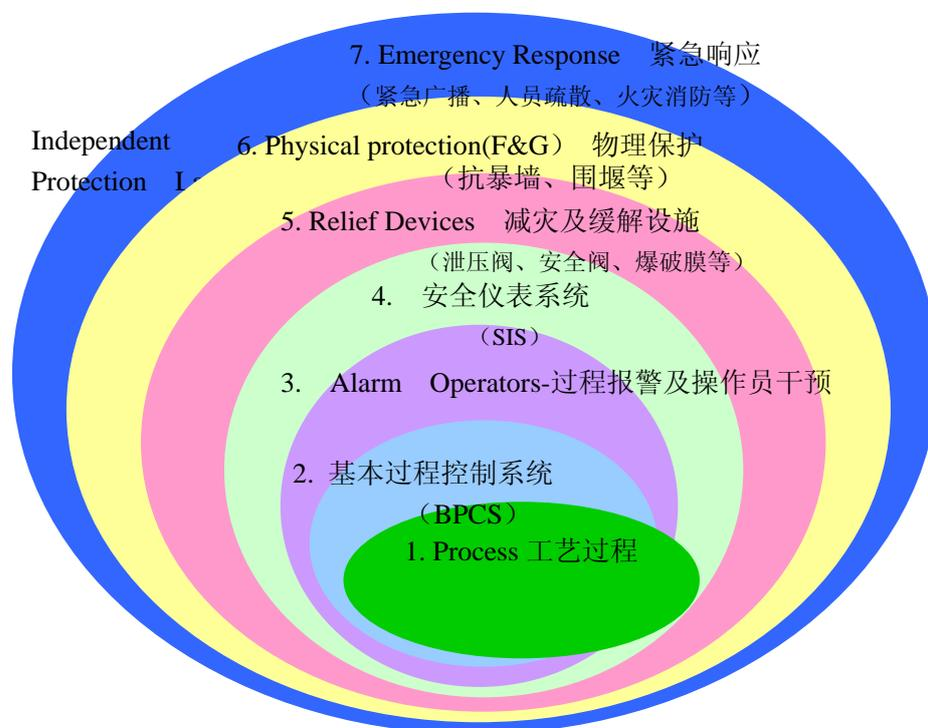 7. Emergency Response 紧急响应
（紧急广播、人员疏散、火灾消防等）
Independent
6. Physical protection(F&G） 物理保护
Protection
（抗暴墙、围堰等）
5. Relief Devices 减灾及缓解设施
（泄压阀、安全阀、爆破膜等）
4. 安全仪表系统
（SIS）
3. Alarm Operators-过程报警及操作员干预
2. 基本过程控制系统
（BPCS）
1. Process 工艺过程